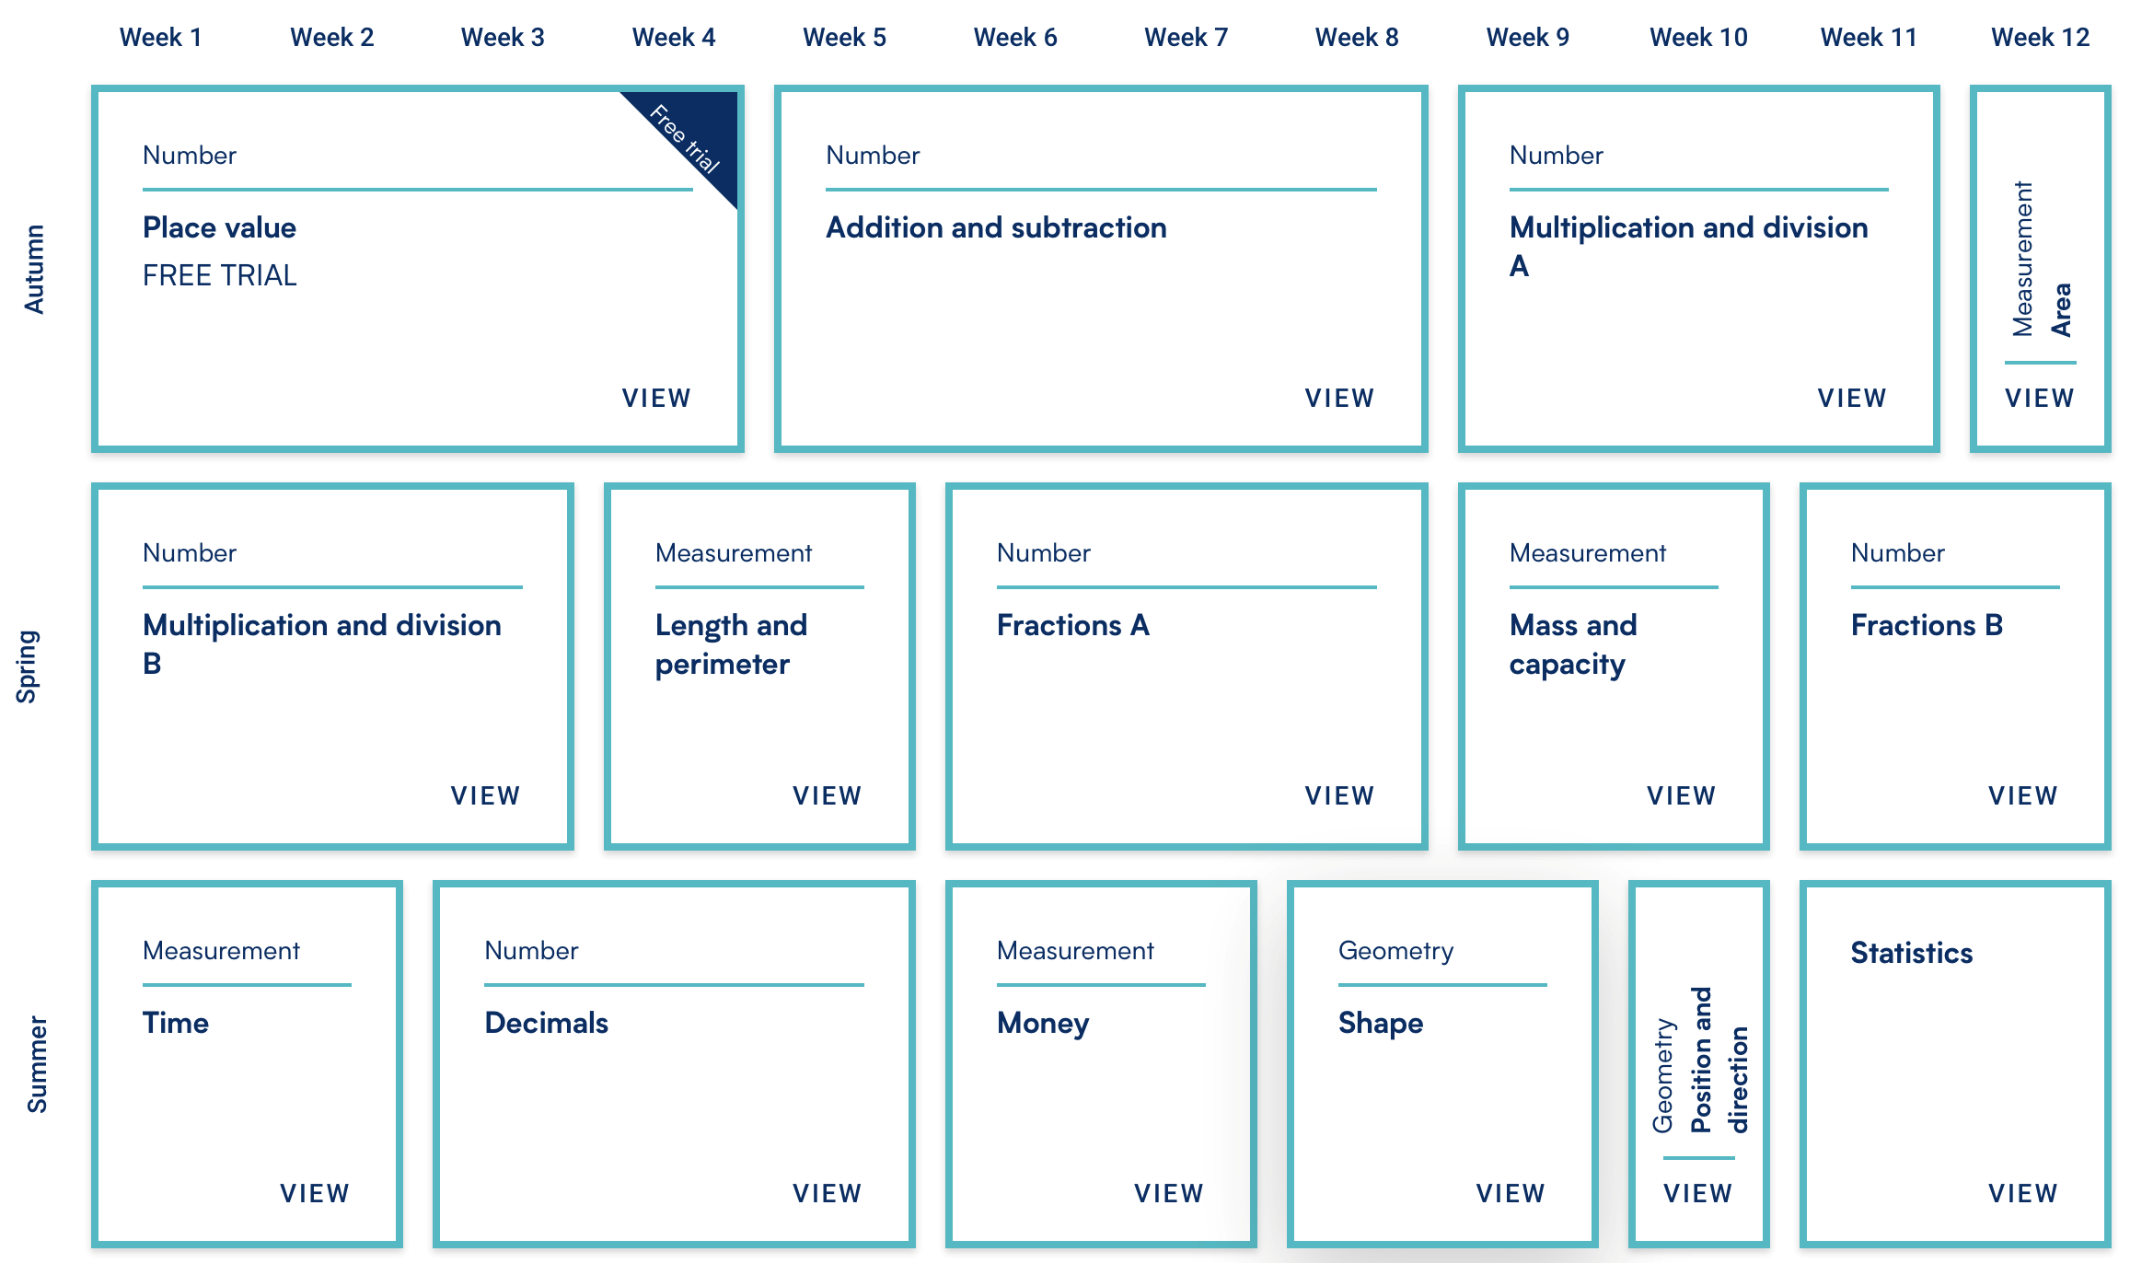 Week 1
Week 2
Week 3
Week 4
Week 5
Week 6
Week 7
Week 8
Week 9
Week 10
Week 11
Week 12
Autumn
Number
Place value
FREE TRIAL
Free trial
VIEW
Number
Addition and subtraction
VIEW
Number
Multiplication and division
A
VIEW
Measurement
Area
VIEW
Spring
Number
Multiplication and division
B
VIEW
Measurement
Length and
perimeter
VIEW
Number
Fractions A
VIEW
Measurement
Mass and
capacity
VIEW
Number
Fractions B
VIEW
Summer
Measurement
Time
VIEW
Number
Decimals
VIEW
Measurement
Money
VIEW
Geometry
Shape
VIEW
Geometry
Position and
direction
VIEW
Statistics
VIEW